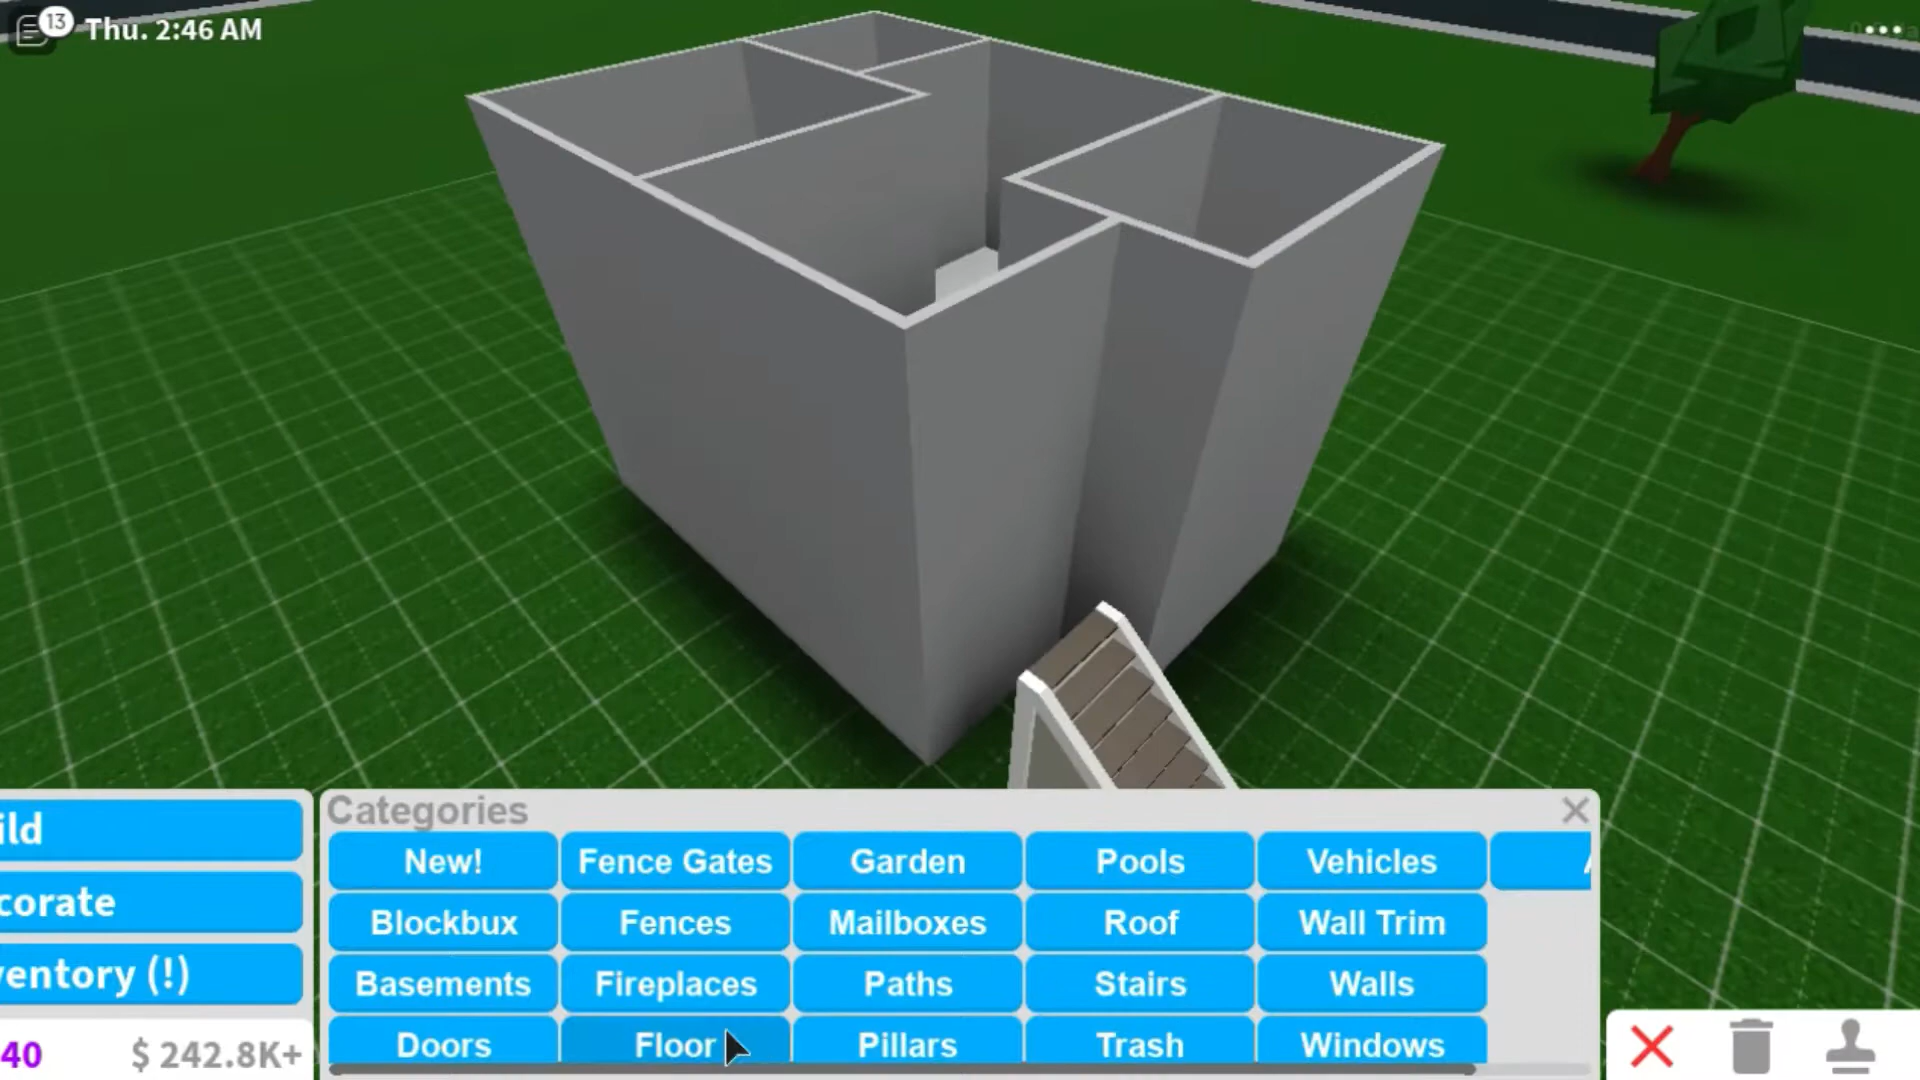 13
Thu. 2:46 AM
ild
corate
ventory (!)
40
$ 242.8K+
Categories
New! Fence Gates Garden Pools Vehicles
Blockbux Fences Mailboxes Roof Wall Trim
Basements Fireplaces Paths Stairs Walls
Doors Floor Pillars Trash Windows